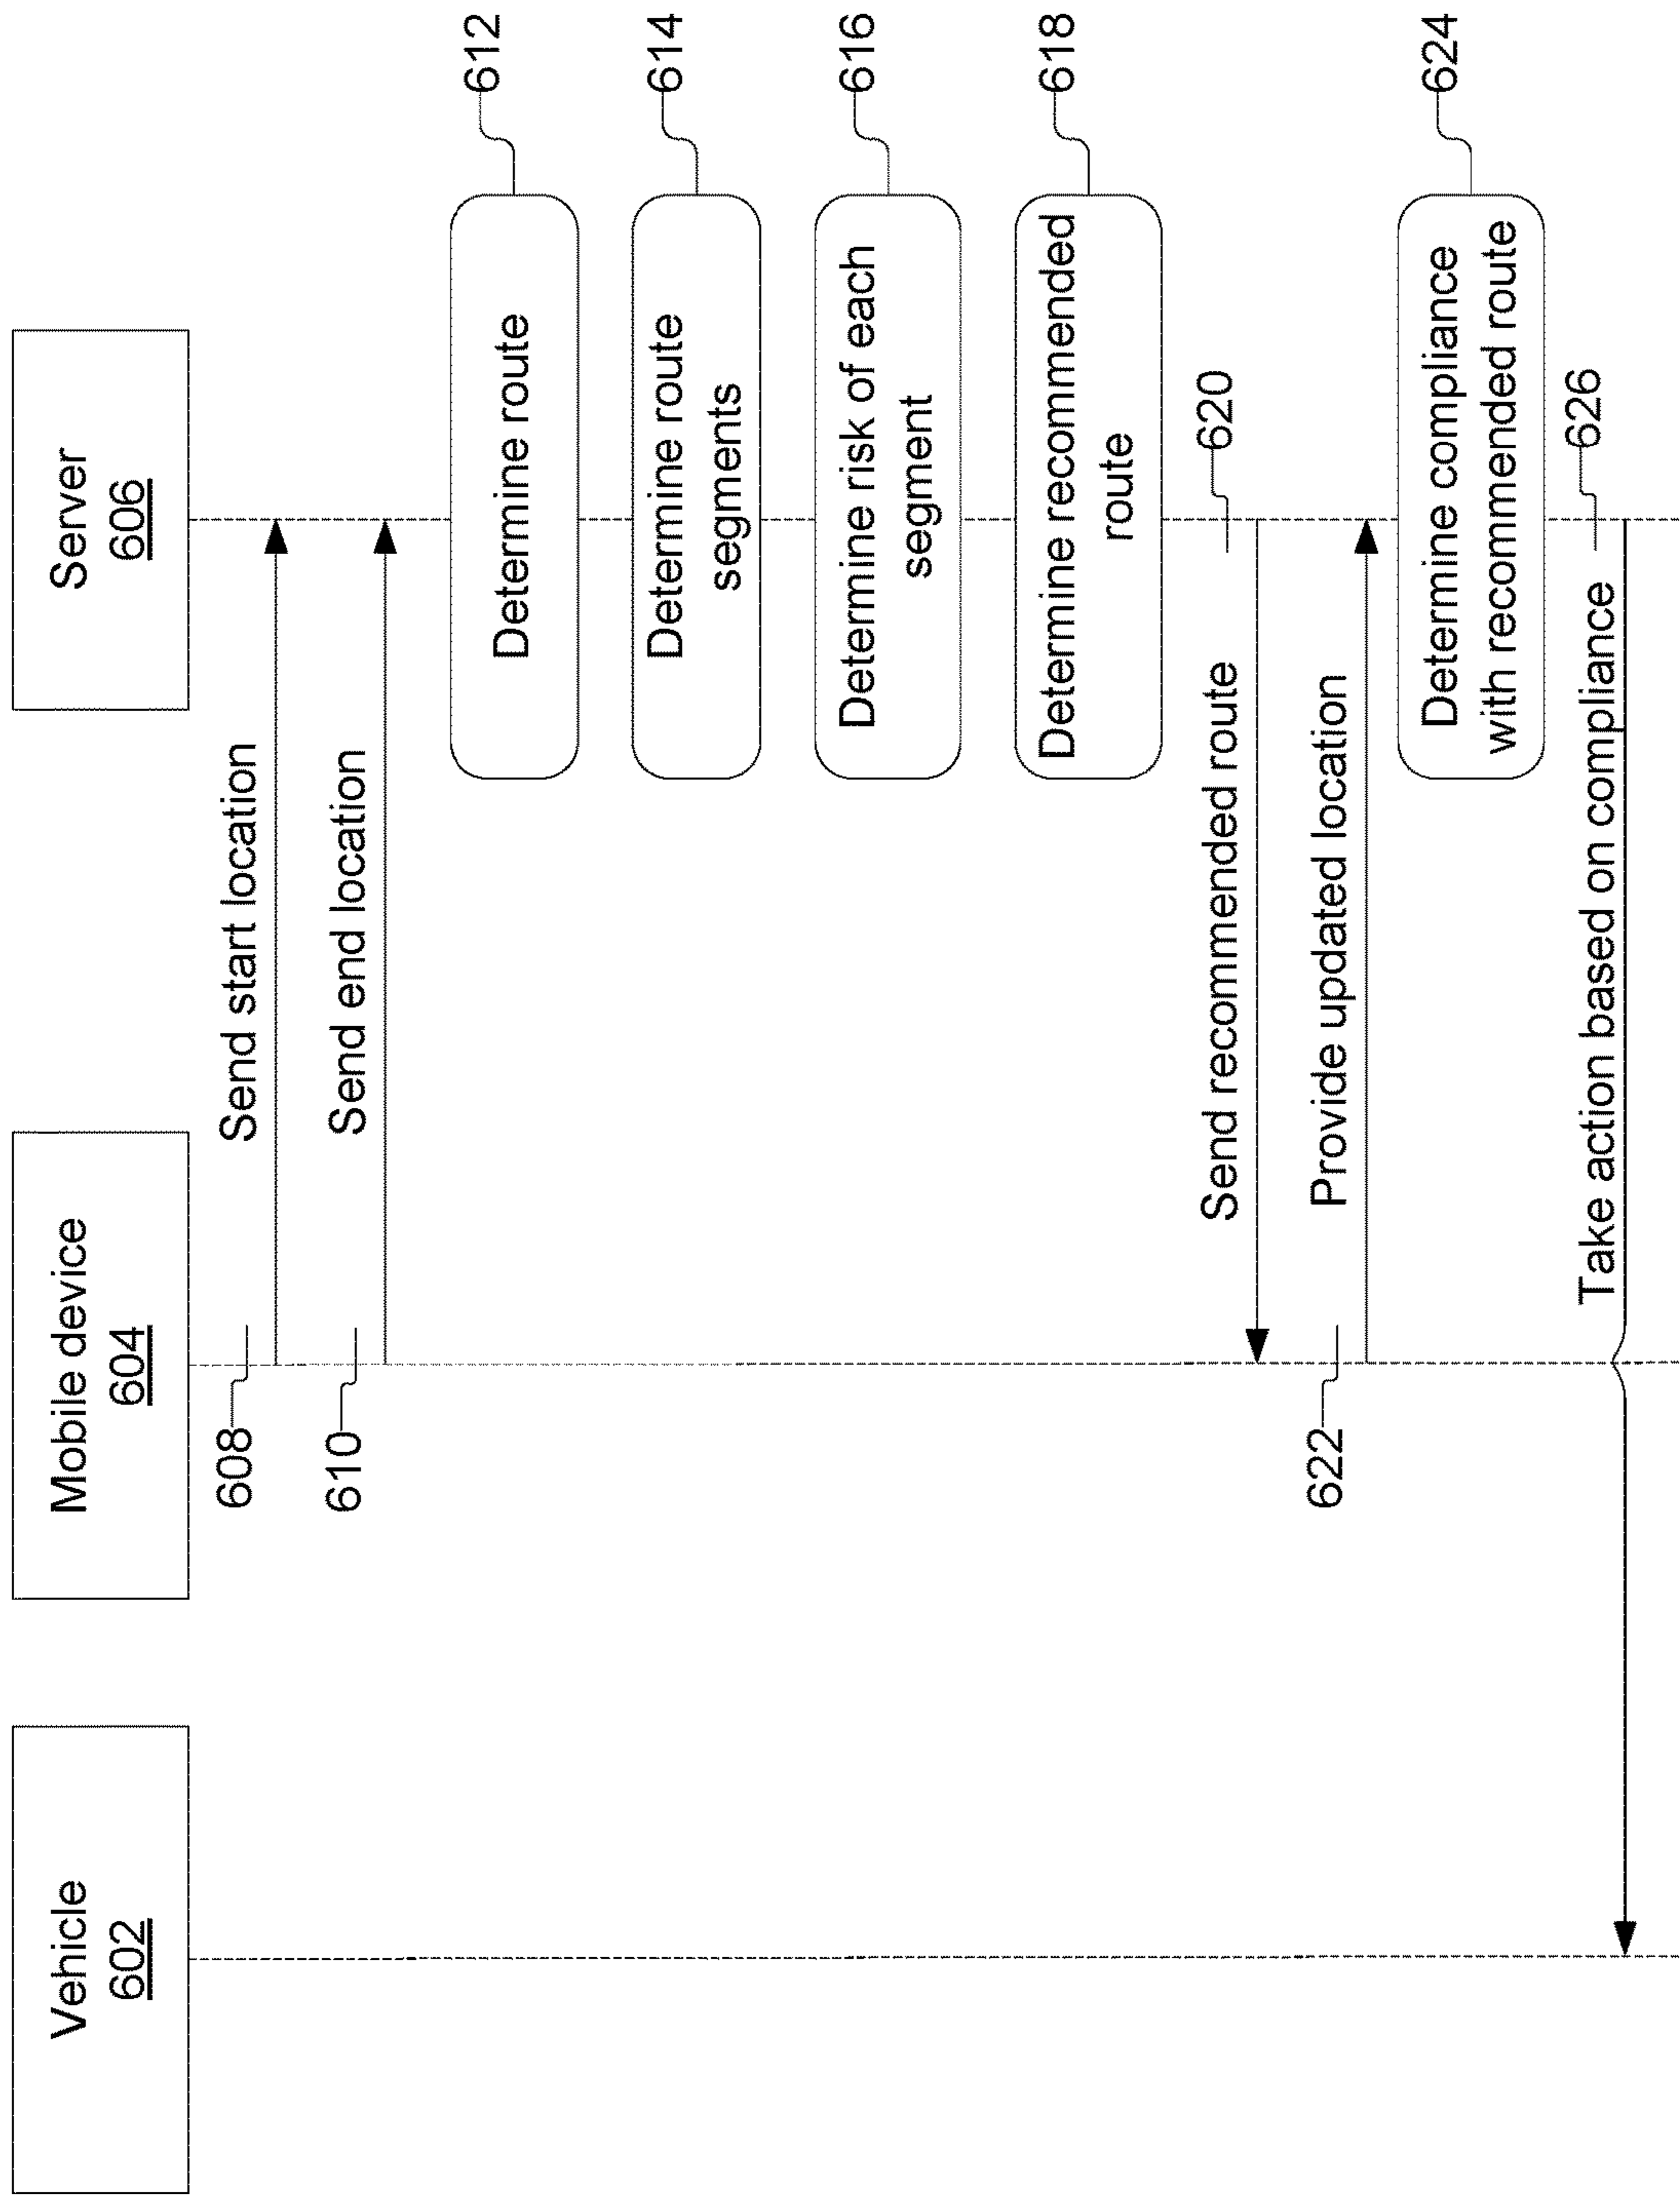 Vehicle
602
Mobile device
604
Server
606
608
Send start location
610
Send end location
Determine route
612
Determine route
segments
614
Determine risk of each
segment
616
Determine recommended
route
618
Send recommended route
620
622
Provide updated location
Determine compliance
with recommended route
624
Take action based on compliance
626